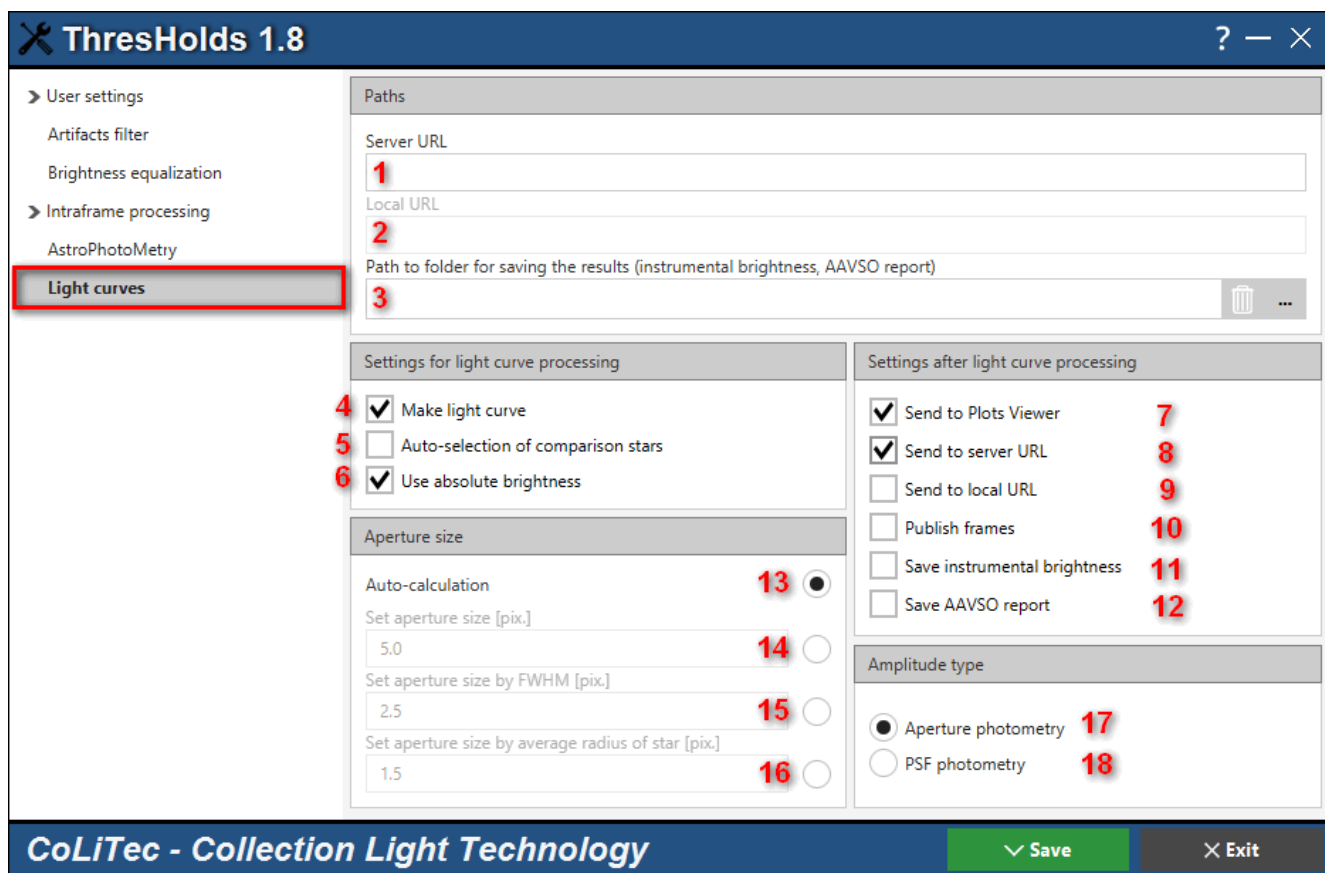 ThresHolds 1.8
?
User settings
Artifacts filter
Brightness equalization
Intraframe processing
AstroPhotoMetry
Light curves
Paths
Server URL
1
Local URL
2
Path to folder for saving the results (instrumental brightness, AAVSO report)
3
...
Settings for light curve processing
4 Make light curve
5 Auto-selection of comparison stars
6 Use absolute brightness
Settings after light curve processing
Send to Plots Viewer 7
Send to server URL 8
Send to local URL 9
Publish frames 10
Save instrumental brightness 11
Save AAVSO report 12
Aperture size
Auto-calculation 13
Set aperture size [pix.]
5.0 14
Set aperture size by FWHM [pix.]
2.5 15
Set aperture size by average radius of star [pix.]
1.5 16
Amplitude type
Aperture photometry 17
PSF photometry 18
CoLiTec - Collection Light Technology
Save
Exit